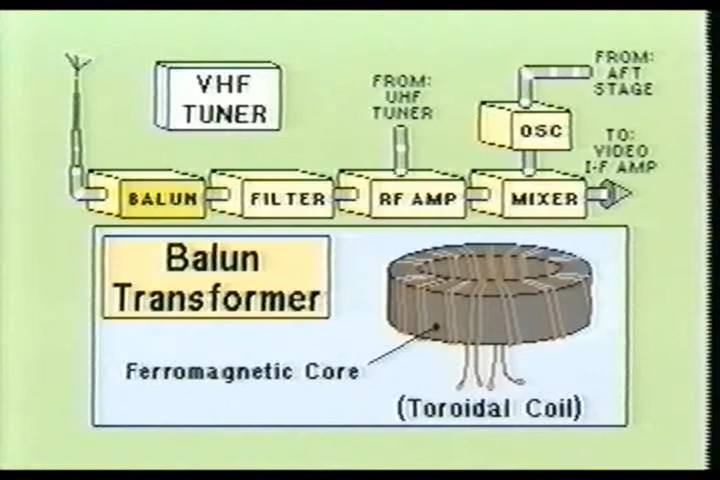 VHF
TUNER
FROM:
UHF
TUNER
FROM:
AFT
STAGE
OSC
TO:
VIDEO
I-F AMP
BALUN
FILTER
RF AMP
MIXER
Balun
Transformer
Ferromagnetic Core
(Toroidal Coil)